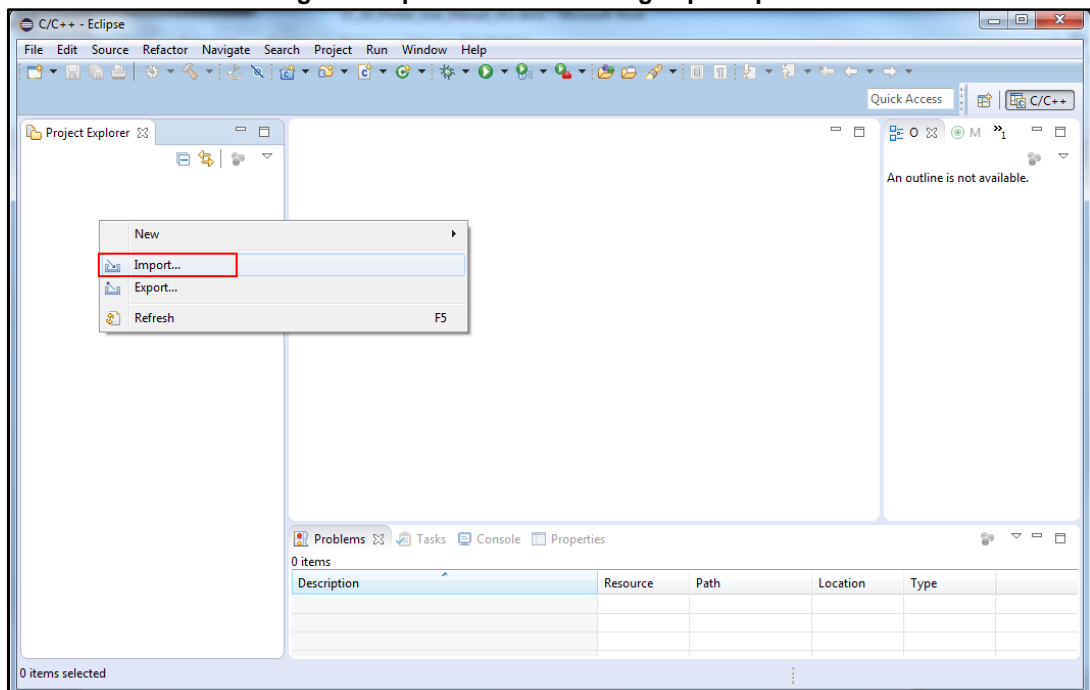 C/C++ - Eclipse
File Edit Source Refactor Navigate Search Project Run Window Help
Quick Access C/C++
Project Explorer
O M »1
An outline is not available.
New
Import...
Export...
Refresh F5
Problems Tasks Console Properties
0 items
Description Resource Path Location Type
0 items selected